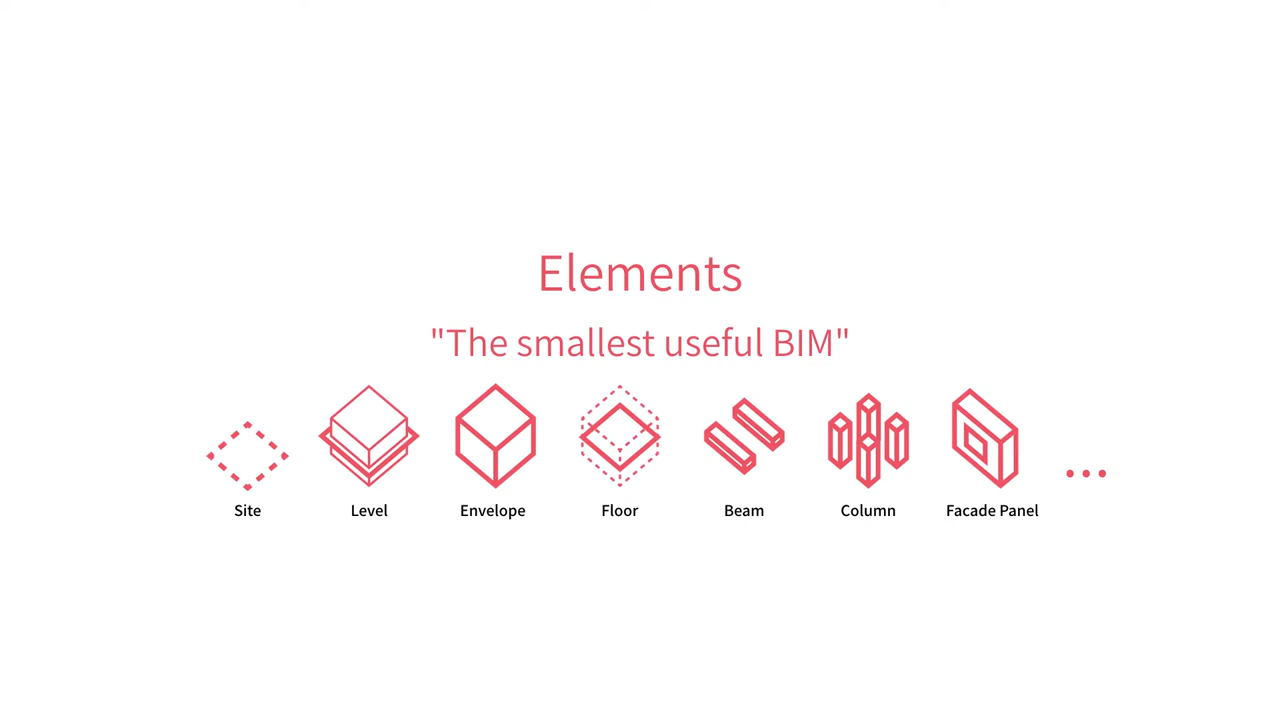 Elements
"The smallest useful BIM"
Site Level Envelope Floor Beam Column Facade Panel